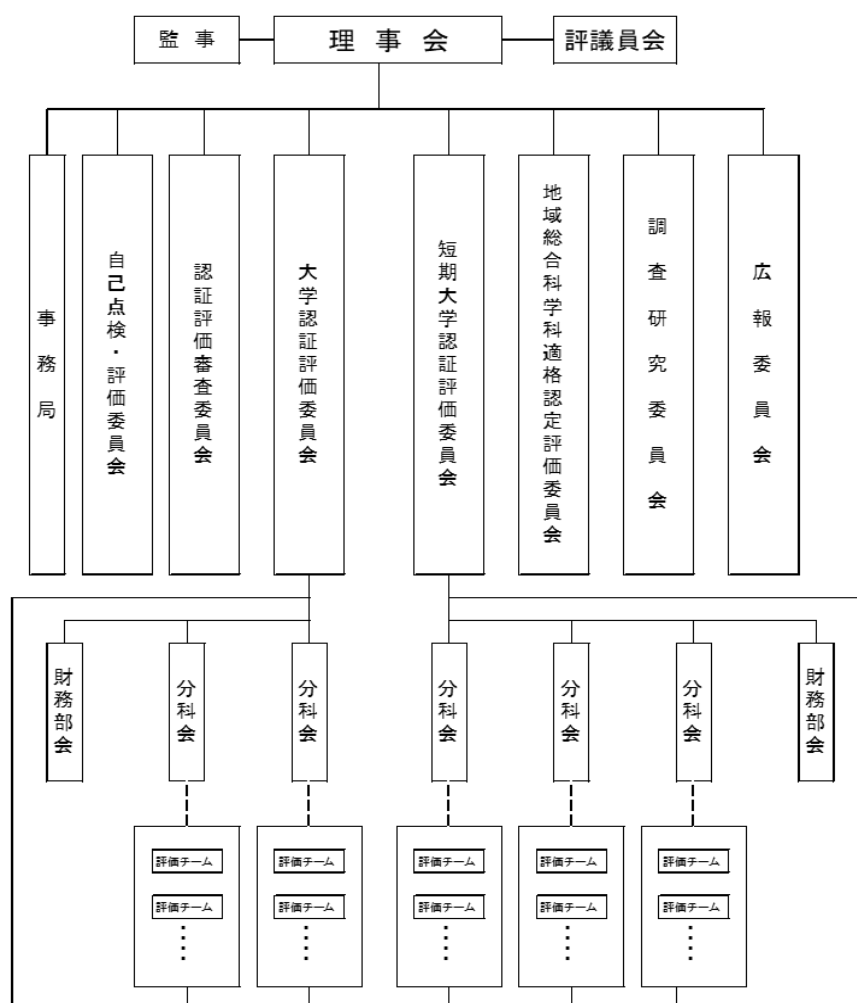 監事
理事会
評議員会
事務局
自己点検・評価委員会
認証評価審査委員会
大学認証評価委員会
短期大学認証評価委員会
地域総合科学科適格認定評価委員会
調査研究委員会
広報委員会
財務部会
分科会
分科会
分科会
分科会
分科会
財務部会
評価チーム
評価チーム
評価チーム
評価チーム
評価チーム
評価チーム
評価チーム
評価チーム
評価チーム
評価チーム